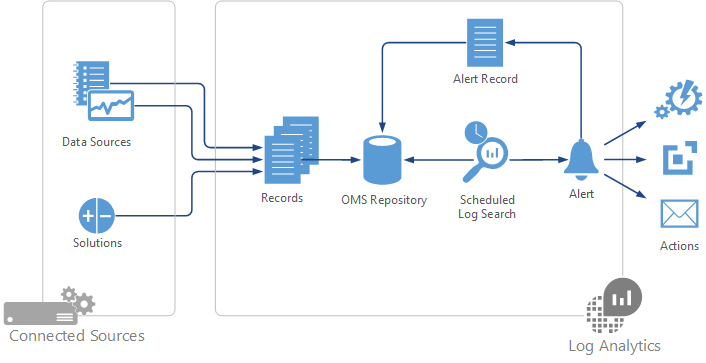 Alert Record
Data Sources
Records
OMS Repository
Scheduled
Log Search
Alert
Solutions
Actions
Connected Sources
Log Analytics